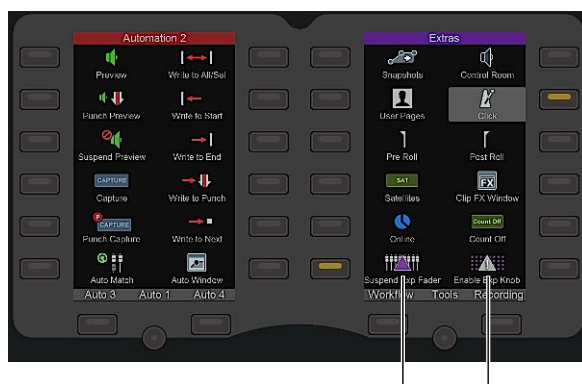 Automation 2
Preview
Write to All/Sel
Punch Preview
Write to Start
Suspend Preview
Write to End
CAPTURE
Capture
Write to Punch
P
CAPTURE
Punch Capture
Write to Next
Auto Match
Auto Window
Auto 3 Auto 1 Auto 4
Extras
Snapshots
Control Room
User Pages
Click
Pre Roll
Post Roll
SAT
Satellites
FX
Clip FX Window
Online
Count Off
Count Off
Suspend Exp Fader
Enable Exp Knob
Workflow Tools Recording